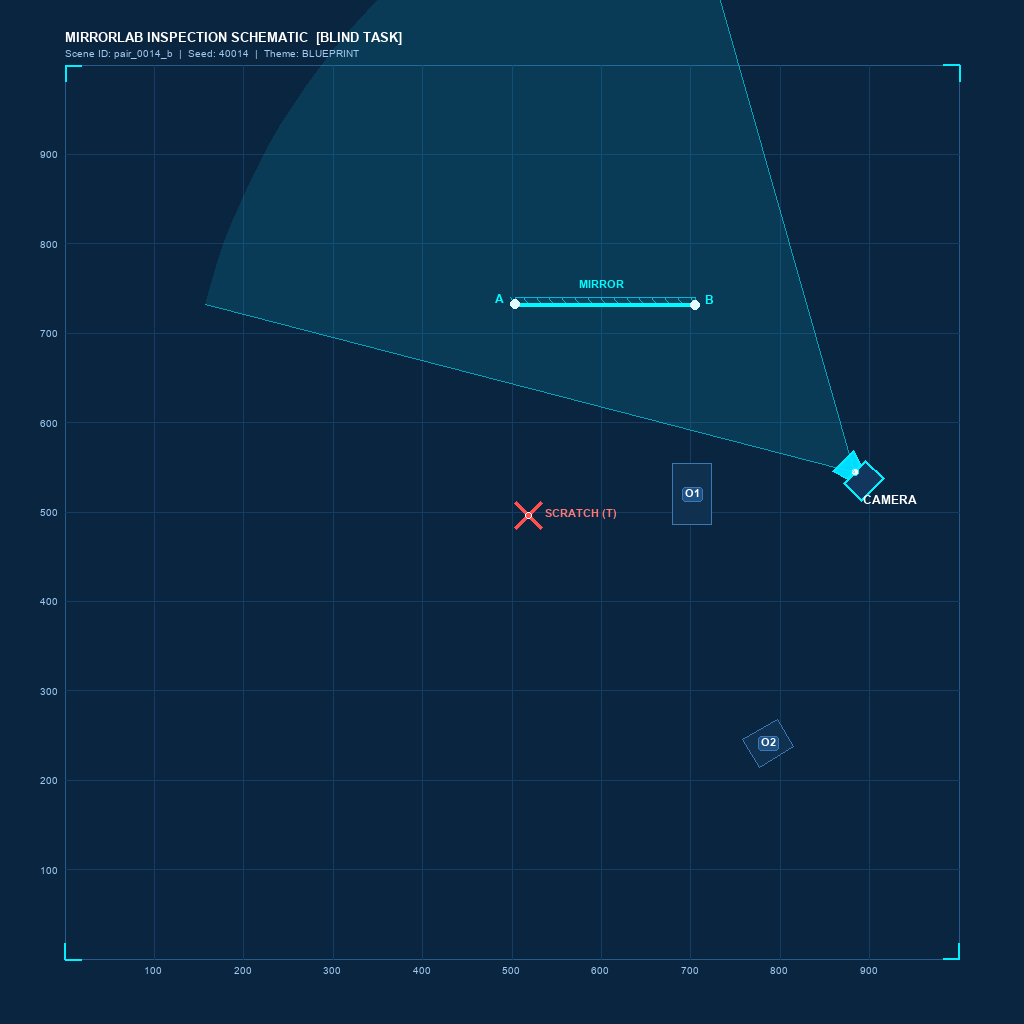 MIRRORLAB INSPECTION SCHEMATIC [BLIND TASK]
Scene ID: pair_0014_b | Seed: 40014 | Theme: BLUEPRINT
900
800
MIRROR
A
B
700
600
O1
CAMERA
500
SCRATCH (T)
400
300
O2
200
100
100 200 300 400 500 600 700 800 900